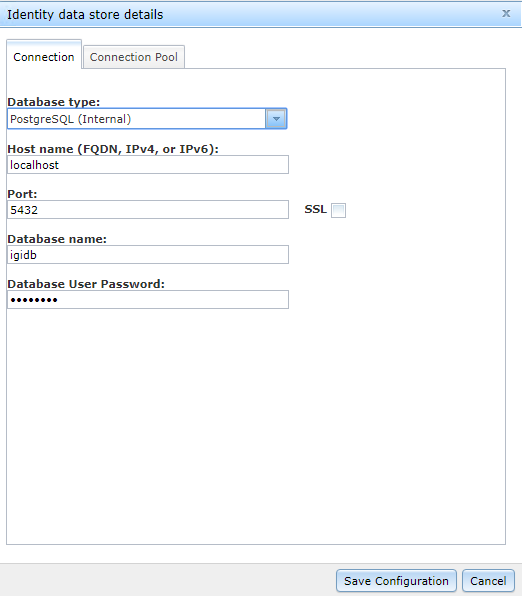 Identity data store details
x
Connection
Connection Pool
Database type:
PostgreSQL (Internal)
Host name (FQDN, IPv4, or IPv6):
localhost
Port:
5432
SSL
Database name:
igidb
Database User Password:
••••••••
Save Configuration
Cancel